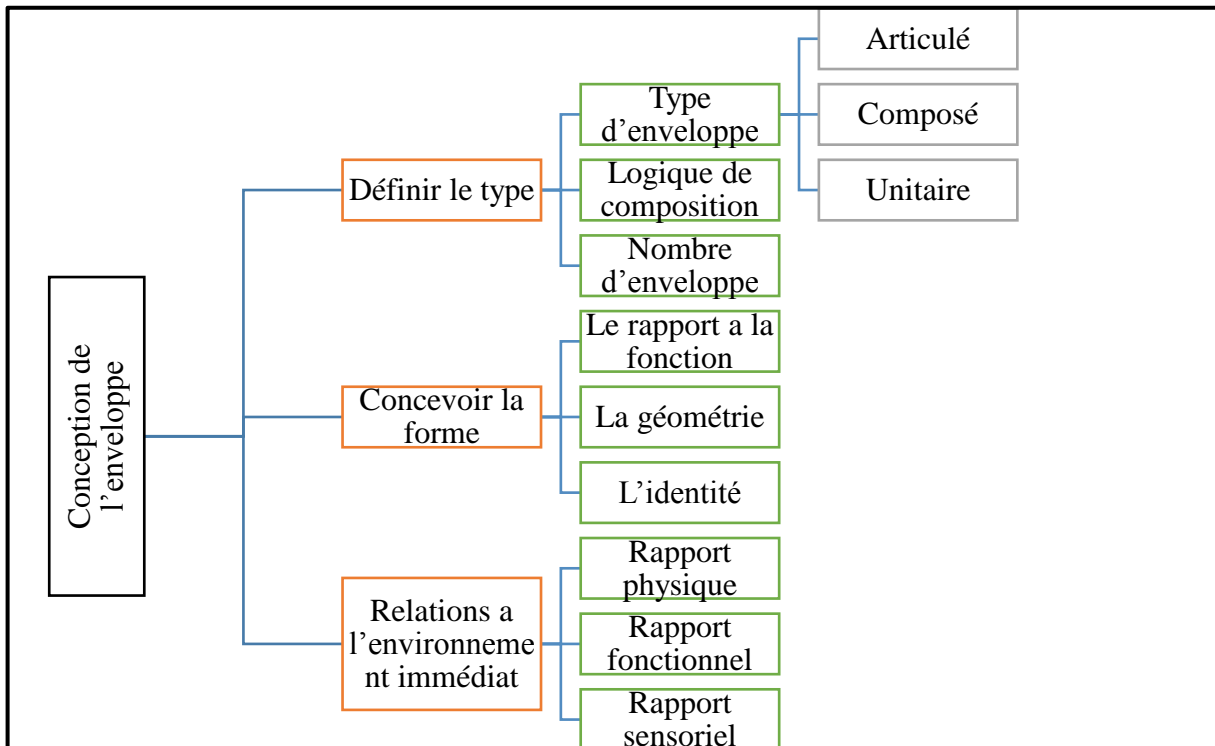 Conception de
l'enveloppe
Définir le type
Type
d'enveloppe
Articulé
Composé
Unitaire
Logique de
composition
Nombre
d'enveloppe
Concevoir la
forme
Le rapport a la
fonction
La géométrie
L'identité
Relations a
l'environneme
nt immédiat
Rapport
physique
Rapport
fonctionnel
Rapport
sensoriel